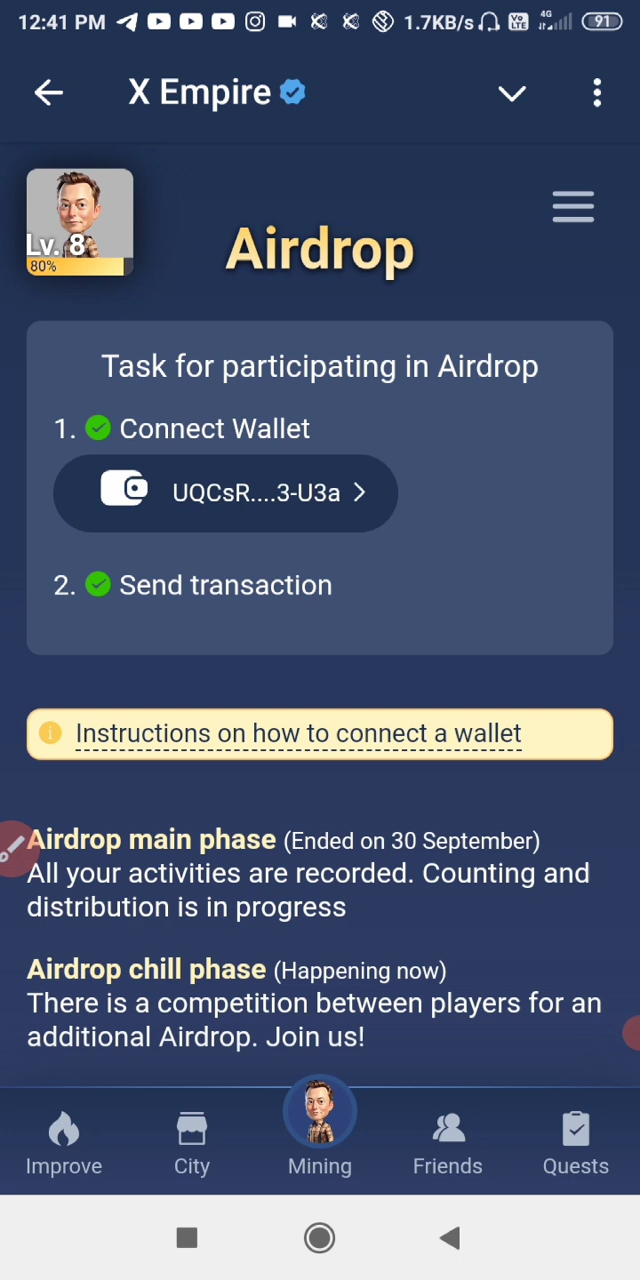 12:41 PM 1.7KB/s Vo LTE 4G 91
X Empire
Lv. 8
80%
Airdrop
Task for participating in Airdrop
1. Connect Wallet
UQCsR....3-U3a
2. Send transaction
Instructions on how to connect a wallet
Airdrop main phase (Ended on 30 September)
All your activities are recorded. Counting and
distribution is in progress
Airdrop chill phase (Happening now)
There is a competition between players for an
additional Airdrop. Join us!
Improve City Mining Friends Quests